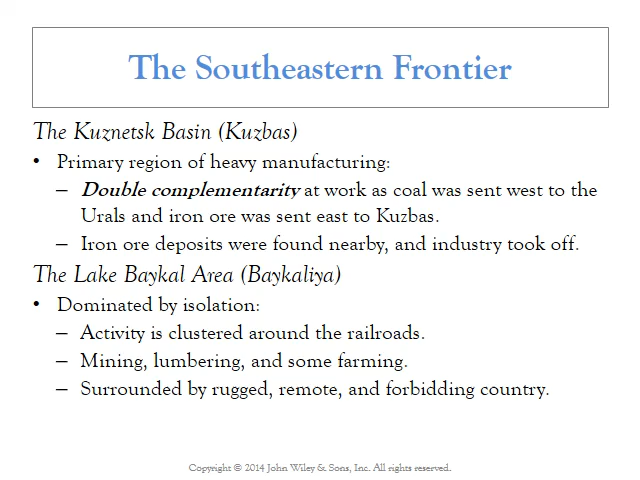 The Southeastern Frontier
The Kuznetsk Basin (Kuzbas)
• Primary region of heavy manufacturing:
– Double complementarity at work as coal was sent west to the
Urals and iron ore was sent east to Kuzbas.
– Iron ore deposits were found nearby, and industry took off.
The Lake Baykal Area (Baykaliya)
• Dominated by isolation:
– Activity is clustered around the railroads.
– Mining, lumbering, and some farming.
– Surrounded by rugged, remote, and forbidding country.
Copyright © 2014 John Wiley & Sons, Inc. All rights reserved.